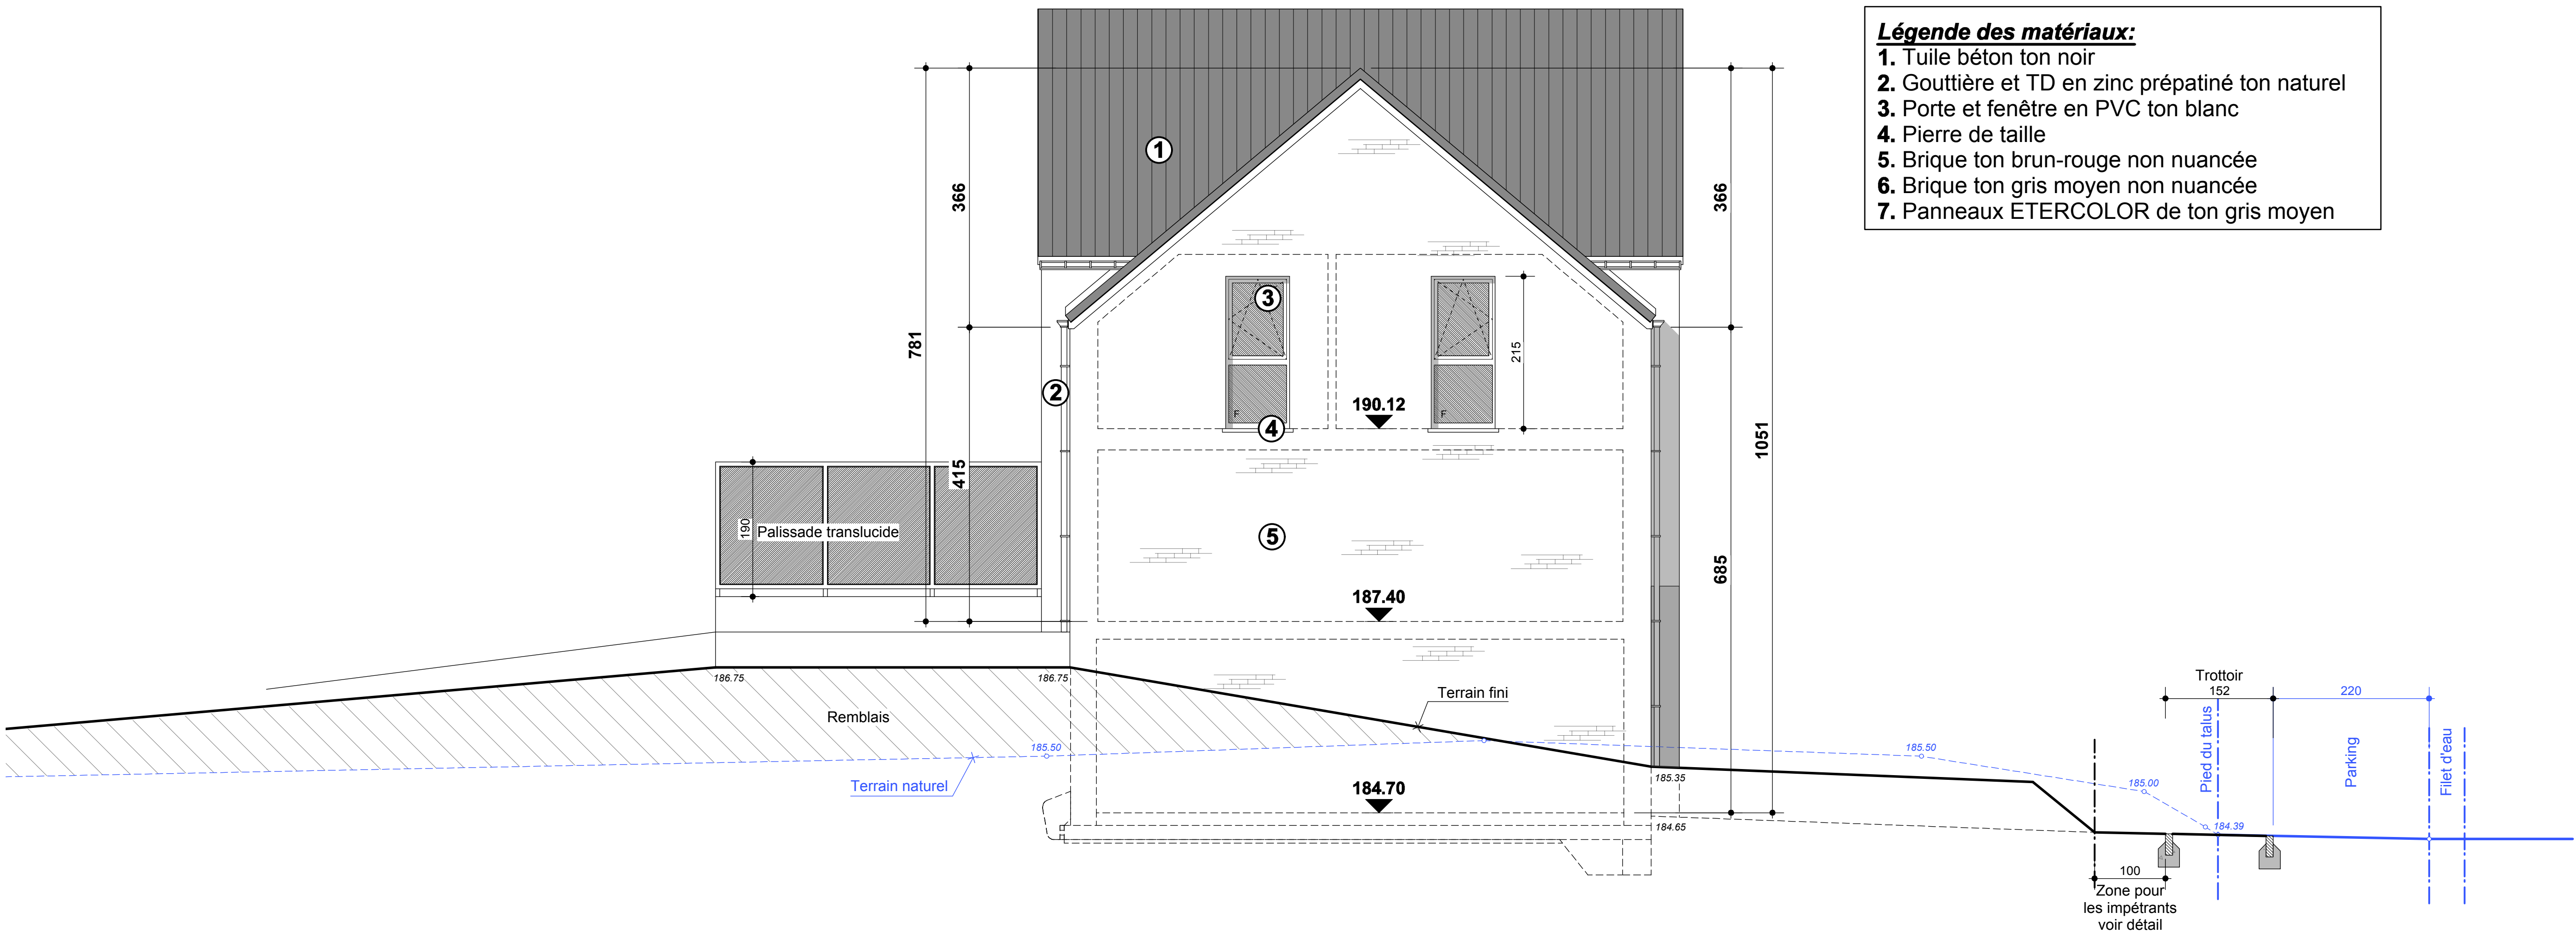 Légende des matériaux:
1. Tuile béton ton noir
2. Gouttière et TD en zinc prépatiné ton naturel
3. Porte et fenêtre en PVC ton blanc
4. Pierre de taille
5. Brique ton brun-rouge non nuancée
6. Brique ton gris moyen non nuancée
7. Panneaux ETERCOLOR de ton gris moyen
1
366
366
3
781
215
2
F
F
190.12
4
1051
415
190
Palissade translucide
5
685
187.40
186.75
186.75
Terrain fini
Remblais
185.50
Terrain naturel
184.70
185.35
184.65
185.50
185.00
184.39
Trottoir
152
220
Pied du talus
Parking
Filet d'eau
100
Zone pour
les impétrants
voir détail